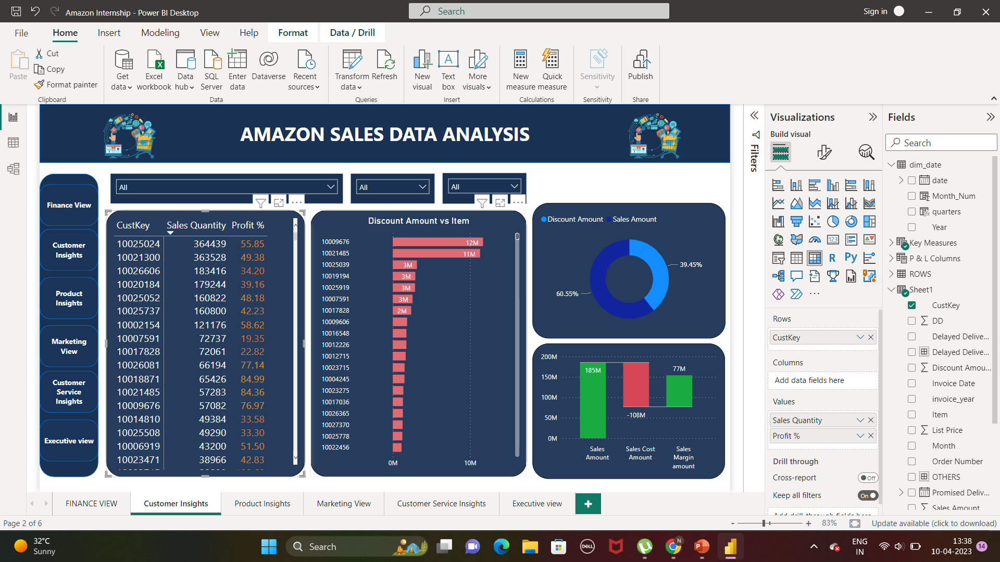 Amazon Internship - Power BI Desktop
Search
Sign in
File
Home
Insert
Modeling
View
Help
Format
Data / Drill
Paste
Cut
Copy
Format painter
Clipboard
Get data
Excel workbook
Data hub
SQL Server
Enter data
Dataverse
Recent sources
Data
Transform data
Refresh
Queries
New visual
Text box
More visuals
Insert
New measure
Quick measure
Calculations
Sensitivity
Sensitivity
Publish
Share
AMAZON SALES DATA ANALYSIS
Finance View
Customer Insights
Product Insights
Marketing View
Customer Service Insights
Executive view
All
All
All
CustKey Sales Quantity Profit %
10025024 364439 55.85
10021300 363528 49.38
10026606 183416 34.20
10020184 179244 39.16
10025052 160822 48.18
10025737 160800 42.23
10002154 121176 58.62
10007591 72737 19.35
10017828 72061 22.82
10026081 66194 77.14
10018871 65426 84.99
10021485 57283 84.36
10009676 57082 76.97
10014810 49384 33.58
10025508 49290 33.30
10006919 43200 51.50
10023471 38966 42.83
Discount Amount vs Item
10009676 12M
10021485 11M
10025039 3M
10019194 3M
10025919 3M
10007591 3M
10017828 2M
10009606
10016548
10012226
10012715
10023715
10004245
10023275
10017036
10026365
10027370
10025778
10022456
0M 10M
Discount Amount Sales Amount
39.45%
60.55%
200M
150M
100M
50M
0M
185M
-108M
77M
Sales Amount
Sales Cost Amount
Sales Margin amount
Filters
Visualizations
Build visual
123
R
Py
Rows
CustKey
Columns
Add data fields here
Values
Sales Quantity
Profit %
Drill through
Cross-report Off
Keep all filters On
Fields
Search
dim_date
date
Month_Num
quarters
Year
Key Measures
P & L Columns
ROWS
Sheet1
CustKey
DD
Delayed Delive...
Delayed Delive...
Discount Amou...
Invoice Date
invoice_year
Item
List Price
Month
Order Number
OTHERS
Promised Deliv...
Sales Amount
FINANCE VIEW
Customer Insights
Product Insights
Marketing View
Customer Service Insights
Executive view
Page 2 of 6
- + 83%
Update available (click to download)
32°C
Sunny
Search
DELL
N
P
ENG
IN
13:38
10-04-2023
14